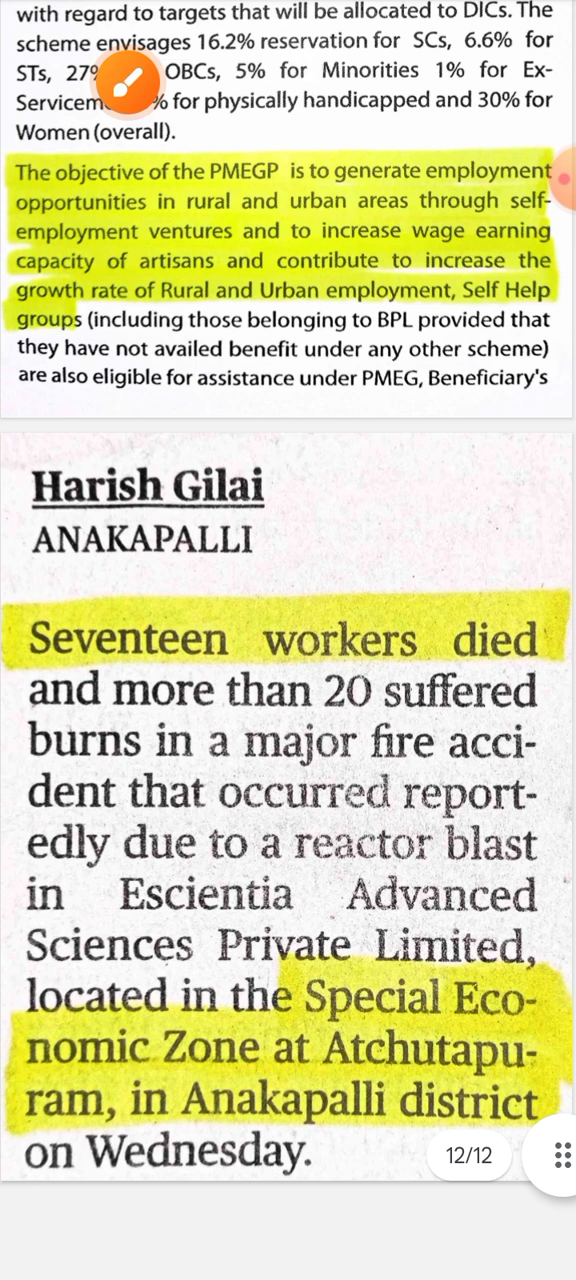 with regard to targets that will be allocated to DICs. The
scheme envisages 16.2% reservation for SCs, 6.6% for
STs, OBCs, 5% for Minorities 1% for Ex-
% for physically handicapped and 30% for
Women (overall).
The objective of the PMEGP is to generate employment
opportunities in rural and urban areas through self-
employment ventures and to increase wage earning
capacity of artisans and contribute to increase the
growth rate of Rural and Urban employment, Self Help
groups (including those belonging to BPL provided that
they have not availed benefit under any other scheme)
are also eligible for assistance under PMEG, Beneficiary's
Harish Gilai
ANAKAPALLI
Seventeen workers died
and more than 20 suffered
burns in a major fire acci-
dent that occurred report-
edly due to a reactor blast
in Escientia Advanced
Sciences Private Limited,
located in the Special Eco-
nomic Zone at Atchutapu-
ram, in Anakapalli district
on Wednesday.
12/12